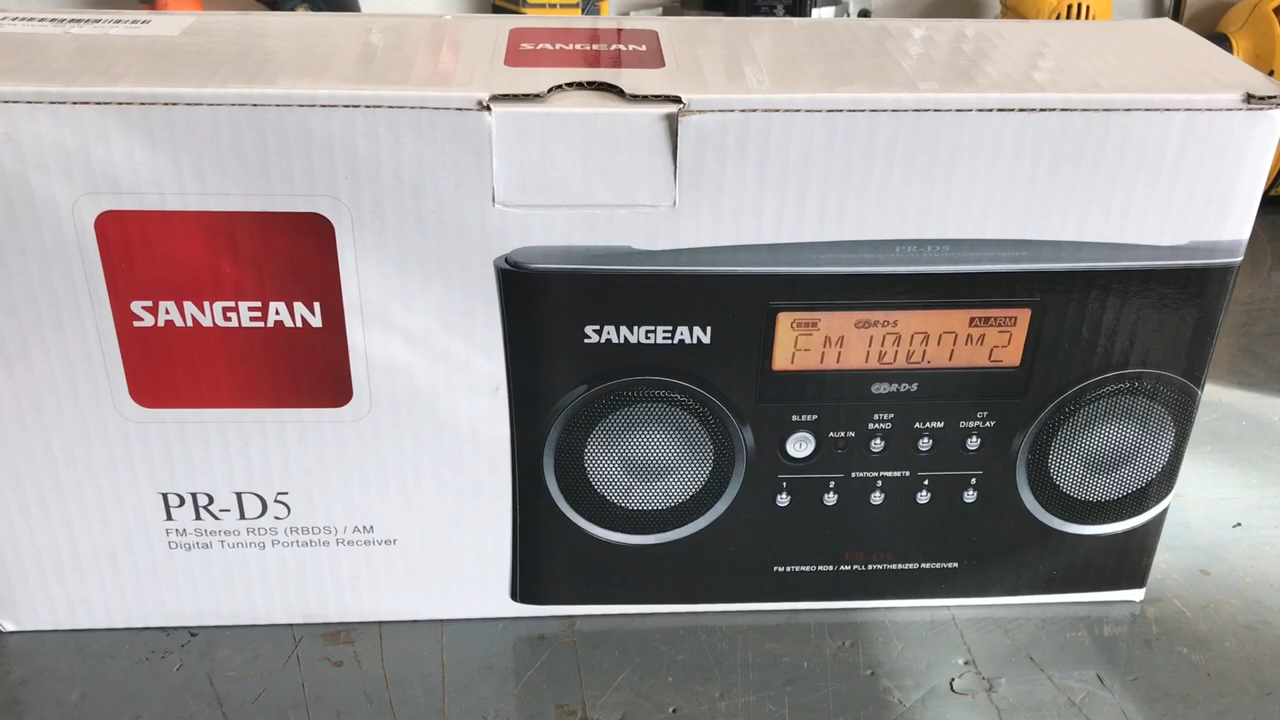 SANGEAN
SANGEAN
PR-D5
FM-Stereo RDS (RBDS) / AM
Digital Tuning Portable Receiver
PR-D5
SANGEAN
R·D·S
ALARM
FM 100.7 M2
R·D·S
SLEEP
AUX IN
STEP
BAND
ALARM
CT
DISPLAY
STATION PRESETS
1 2 3 4 5
PR-D5
FM STEREO RDS / AM PLL SYNTHESIZED RECEIVER